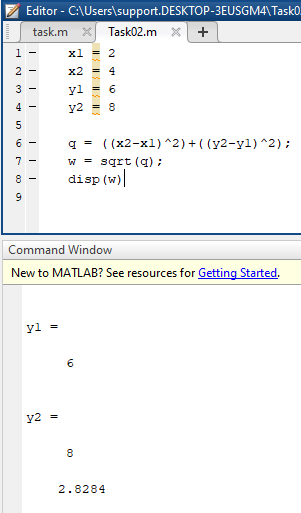 Editor - C:\Users\support.DESKTOP-3EUSGM4\Task0
task.m × Task02.m × +
1 - x1 = 2
2 - x2 = 4
3 - y1 = 6
4 - y2 = 8
5
6 - q = ((x2-x1)^2)+((y2-y1)^2);
7 - w = sqrt(q);
8 - disp(w)
9
Command Window
New to MATLAB? See resources for Getting Started.
y1 =
6
y2 =
8
2.8284